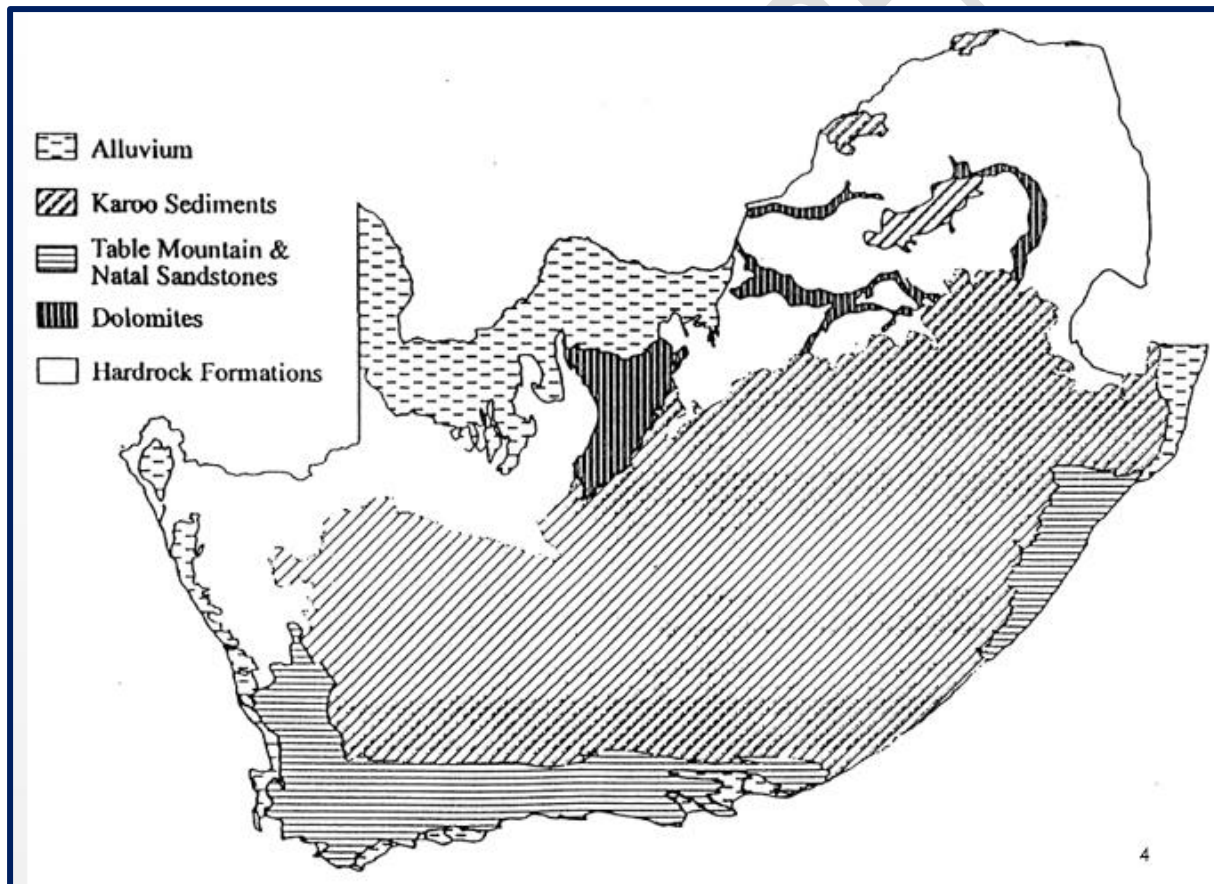 Alluvium
Karoo Sediments
Table Mountain &
Natal Sandstones
Dolomites
Hardrock Formations
4